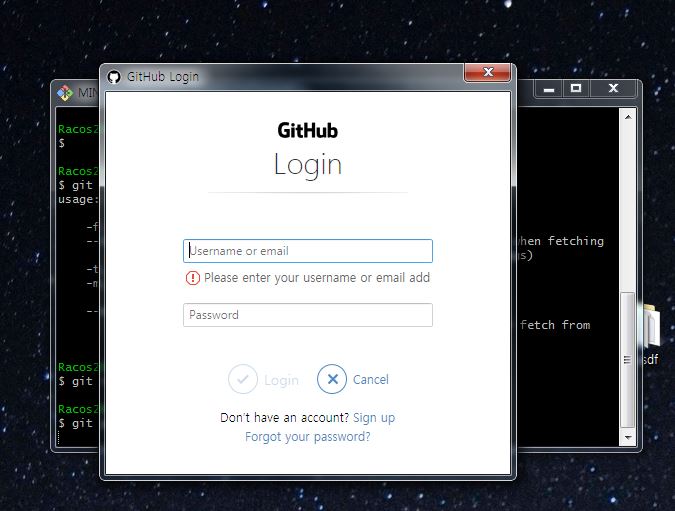 GitHub Login
MIN
GitHub
Login
Racos2
$
Racos2
$ git
usage:
-f
-- when fetching
s)
-t
-m
-- fetch from
Username or email
Please enter your username or email add
Password
Login Cancel
Don't have an account? Sign up
Forgot your password?
Racos2
$ git
Racos2
$ git
sdf